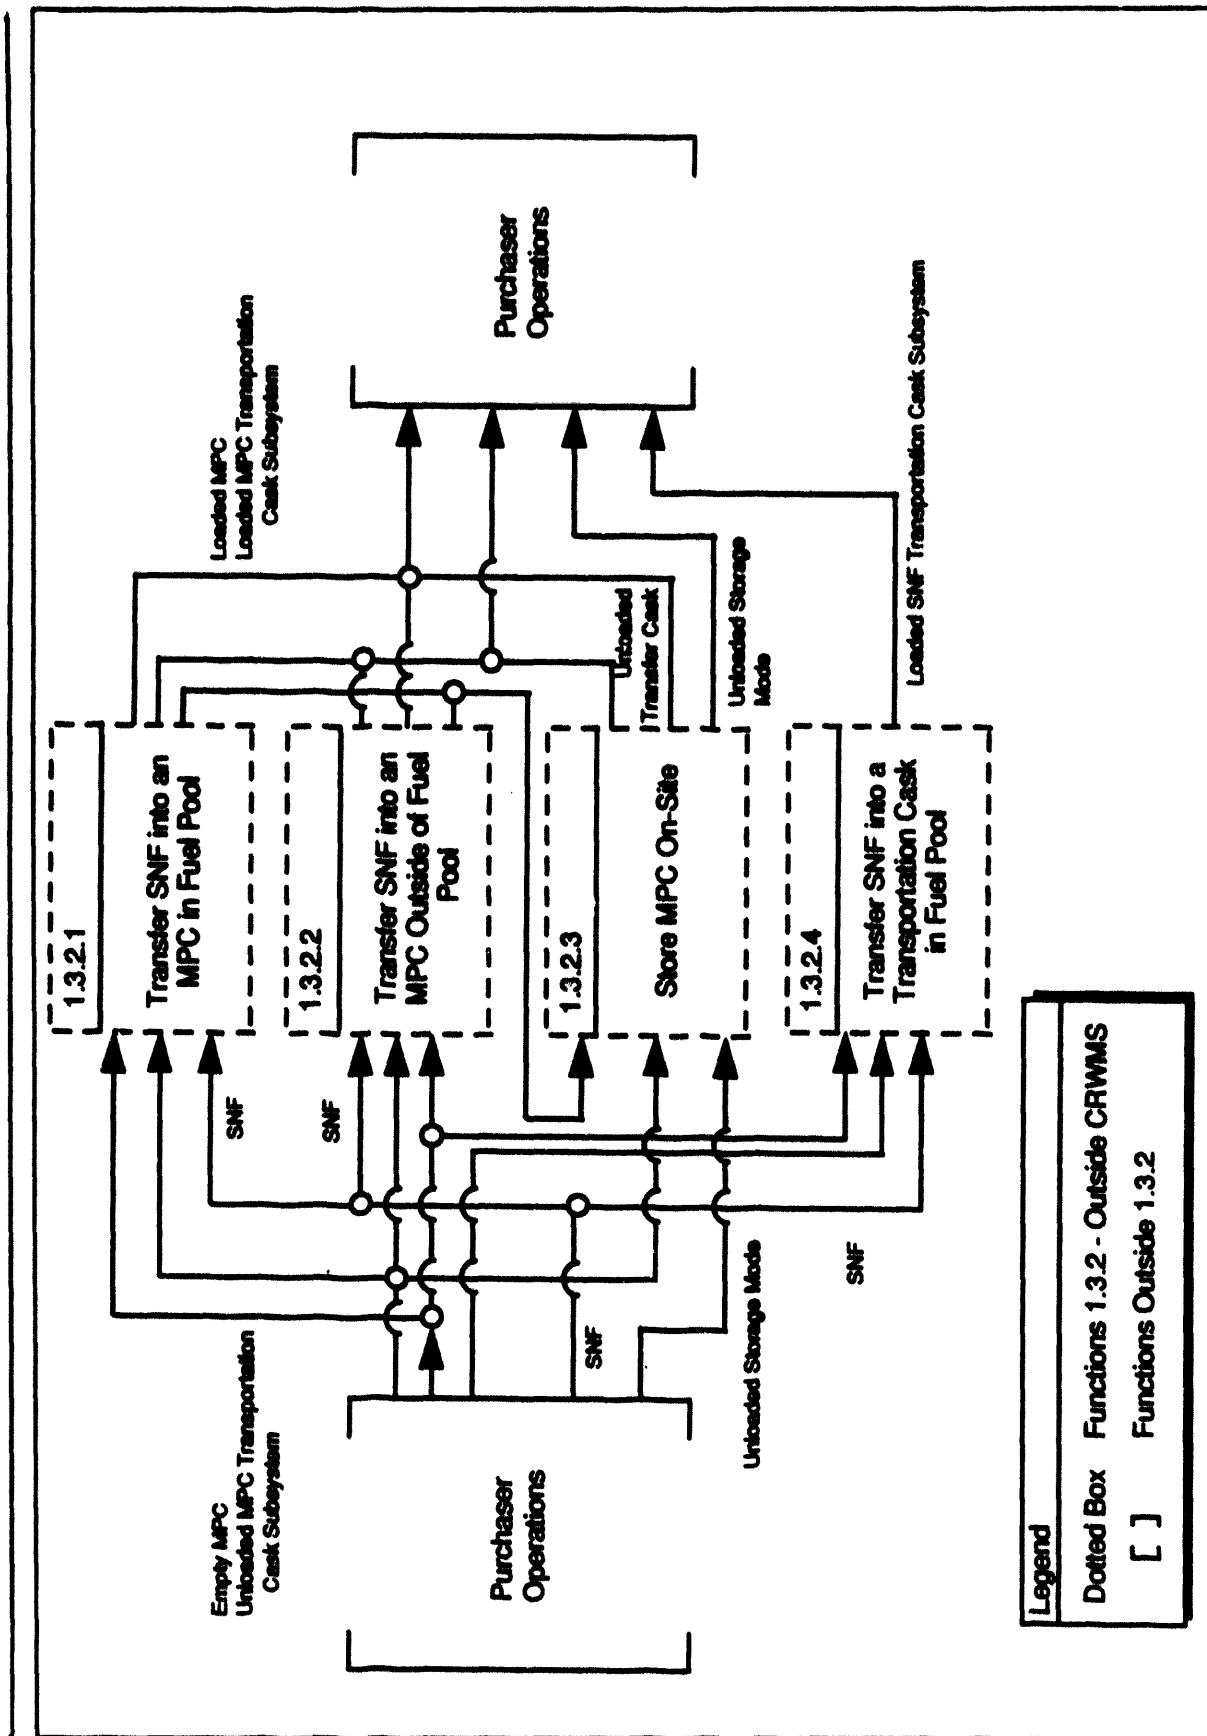 Empty MPC
Unloaded MPC Transportation
Cask Subsystem
Loaded MPC
Loaded MPC Transportation
Cask Subsystem
1.3.2.1
Transfer SNF into an
MPC in Fuel Pool
SNF
1.3.2.2
Transfer SNF into an
MPC Outside of Fuel
Pool
SNF
Purchaser
Operations
Purchaser
Operations
1.3.2.3
Store MPC On-Site
SNF
Unloaded
Transfer Cask
Unloaded Storage
Mode
Unloaded Storage Mode
1.3.2.4
Transfer SNF into a
Transportation Cask
in Fuel Pool
SNF
Loaded SNF Transportation Cask Subsystem
Legend
Dotted Box Functions 1.3.2 - Outside CRWMS
[ ] Functions Outside 1.3.2